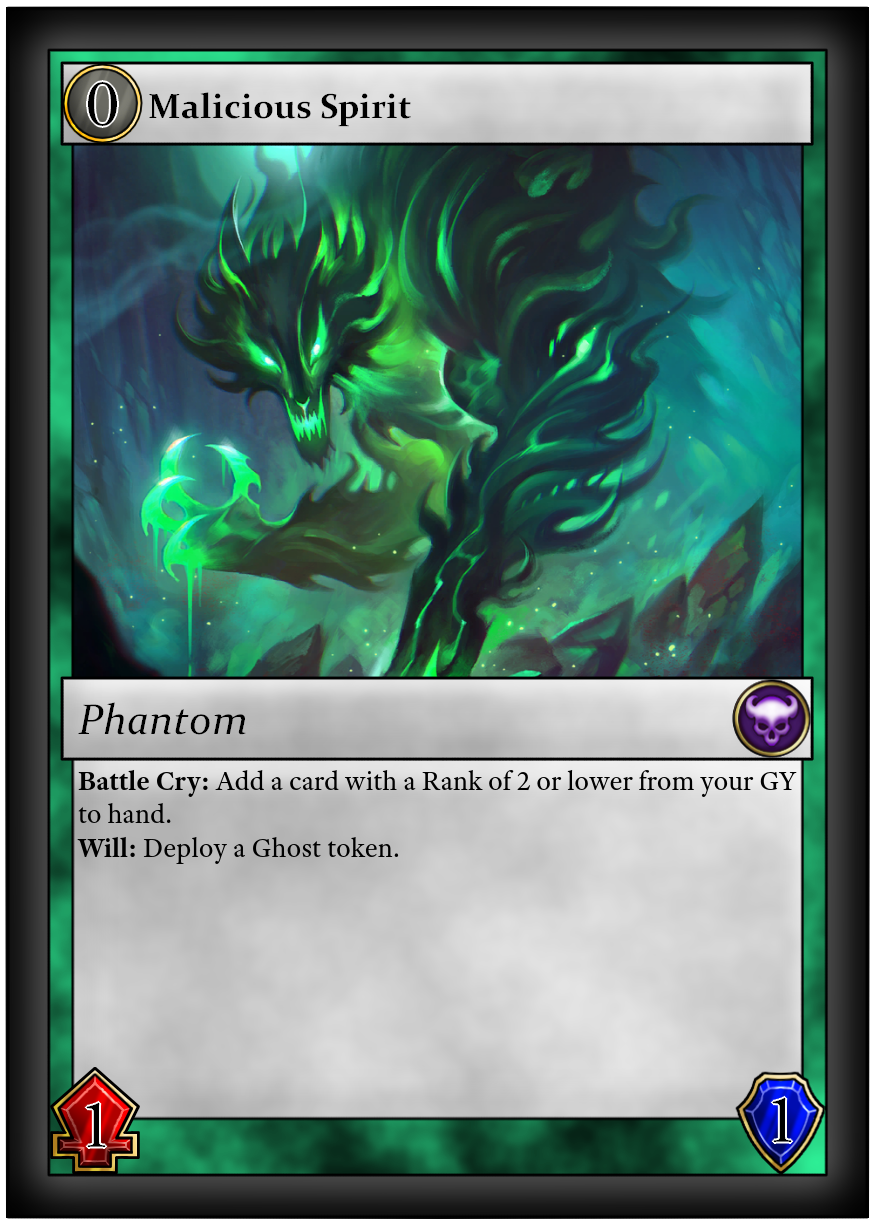 0 Malicious Spirit
Phantom
Battle Cry: Add a card with a Rank of 2 or lower from your GY
to hand.
Will: Deploy a Ghost token.
1 1